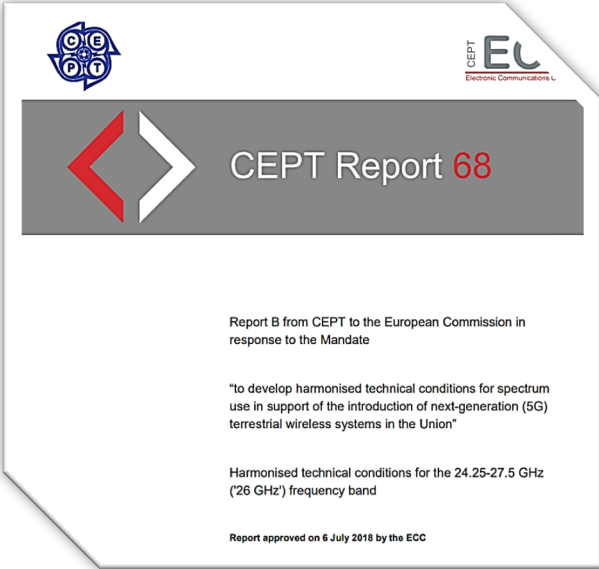 CEPT
CEPT
EC
Electronic Communications
CEPT Report 68
Report B from CEPT to the European Commission in
response to the Mandate
“to develop harmonised technical conditions for spectrum
use in support of the introduction of next-generation (5G)
terrestrial wireless systems in the Union”
Harmonised technical conditions for the 24.25-27.5 GHz
('26 GHz') frequency band
Report approved on 6 July 2018 by the ECC